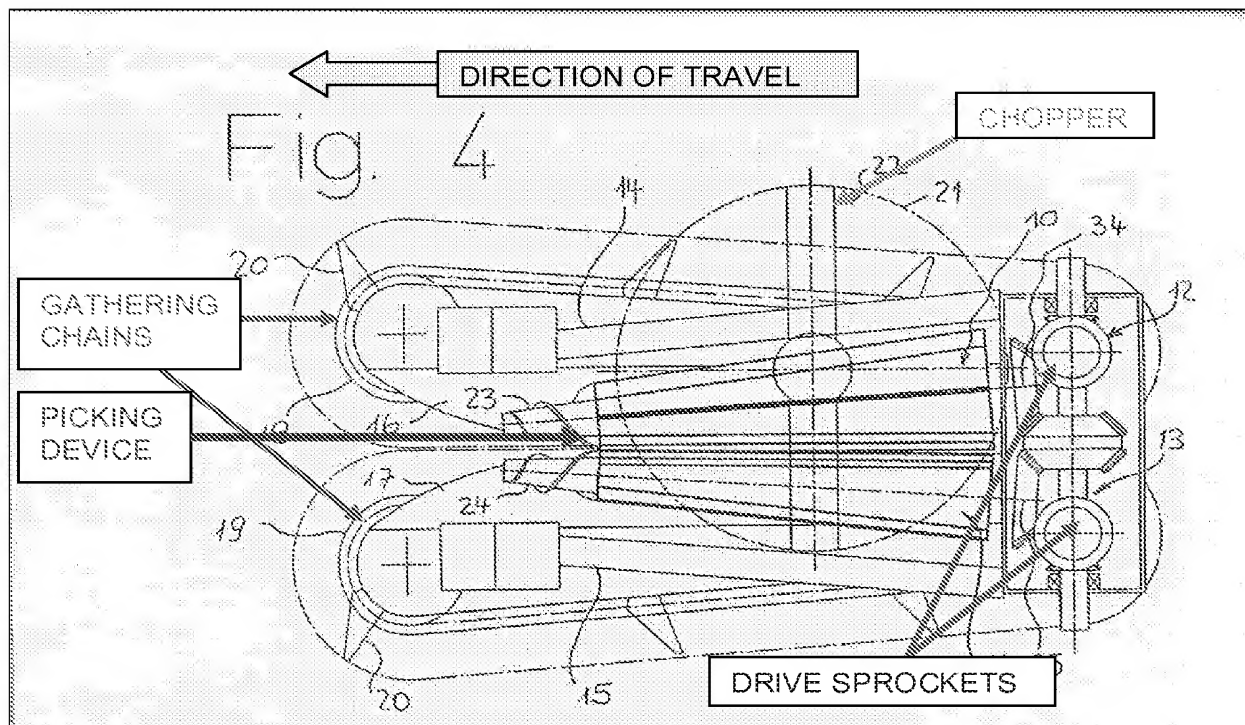 DIRECTION OF TRAVEL
Fig. 4
CHOPPER
22
21
14
10
34
12
20
GATHERING
CHAINS
PICKING
DEVICE
16
23
13
17
24
19
15
20
DRIVE SPROCKETS